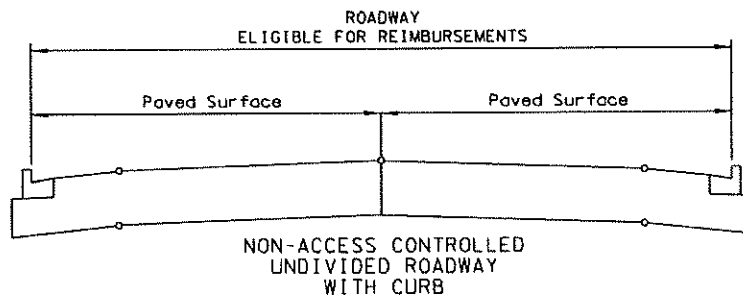 ROADWAY
ELIGIBLE FOR REIMBURSEMENTS
Paved Surface
Paved Surface
NON-ACCESS CONTROLLED
UNDIVIDED ROADWAY
WITH CURB